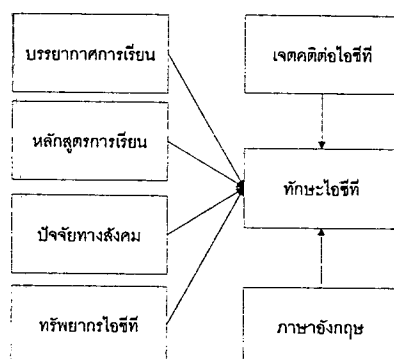 บรรยากาศการเรียน
เจตคติต่อไอซีที
หลักสูตรการเรียน
ทักษะไอซีที
ปัจจัยทางสังคม
ทรัพยากรไอซีที
ภาษาอังกฤษ